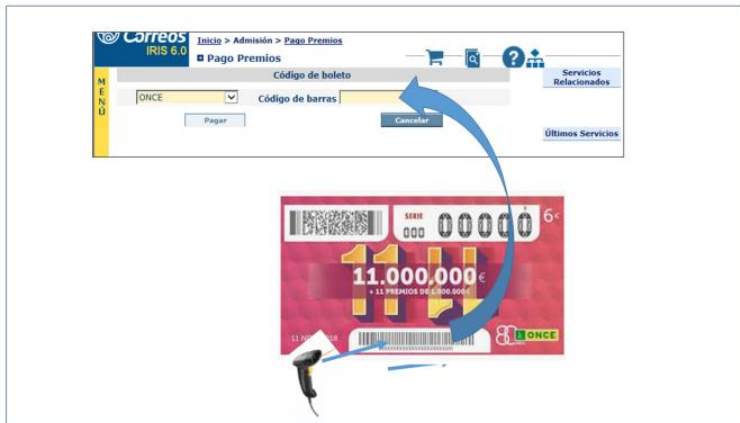 Correos
IRIS 6.0
Inicio > Admisión > Pago Premios
Pago Premios
MENÚ
Código de boleto
Servicios
Relacionados
ONCE
Código de barras
Pagar
Cancelar
Últimos Servicios
SERIE
000
00000
6€
11 11
11.000.000€
+ 11 PREMIOS DE 1.000.000€
ONCE